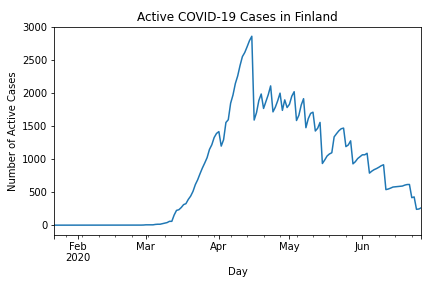 Active COVID-19 Cases in Finland
3000
2500
2000
1500
1000
500
0
Number of Active Cases
Feb Mar Apr May Jun
2020
Day